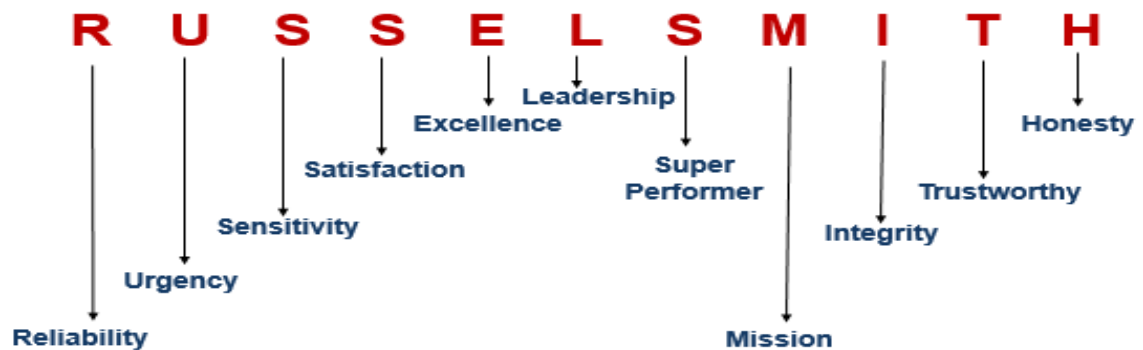 R U S S E L S M I T H
Leadership
Excellence
Honesty
Satisfaction
Super
Performer
Trustworthy
Sensitivity
Integrity
Urgency
Reliability
Mission